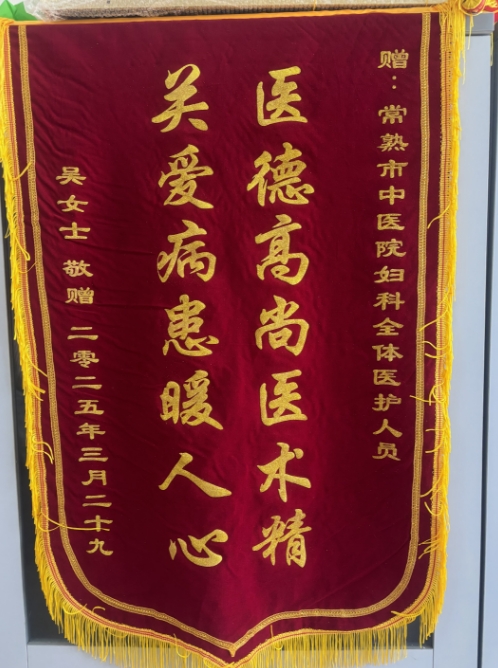 赠：常熟市中医院妇科全体医护人员
医德高尚医术精
关爱病患暖人心
吴女士 敬赠 二零二五年三月二十九